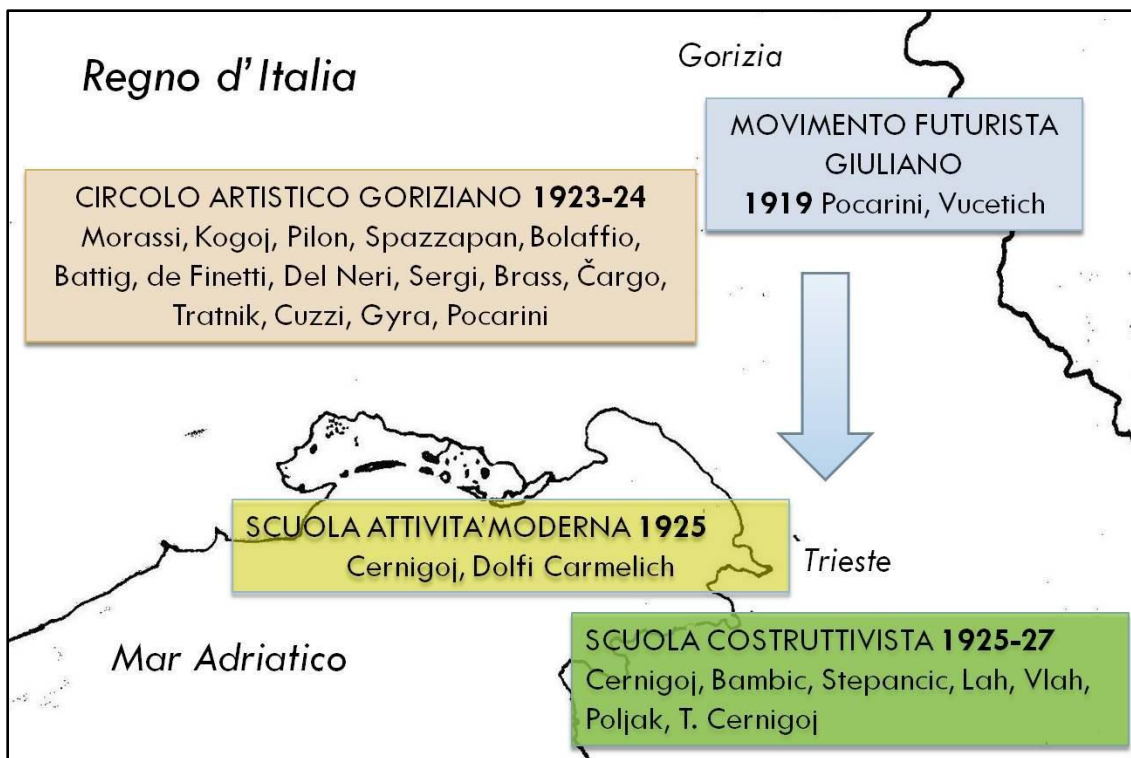 Regno d'Italia
Gorizia
MOVIMENTO FUTURISTA
GIULIANO
1919 Pocarini, Vucetich
CIRCOLO ARTISTICO GORIZIANO 1923-24
Morassi, Kogoj, Pilon, Spazzapan, Bolaffio,
Battig, de Finetti, Del Neri, Sergi, Brass, Čargo,
Tratnik, Cuzzi, Gyra, Pocarini
SCUOLA ATTIVITA'MODERNA 1925
Cernigoj, Dolfi Carmelich
Trieste
Mar Adriatico
SCUOLA COSTRUTTIVISTA 1925-27
Cernigoj, Bambic, Stepancic, Lah, Vlah,
Poljak, T. Cernigoj